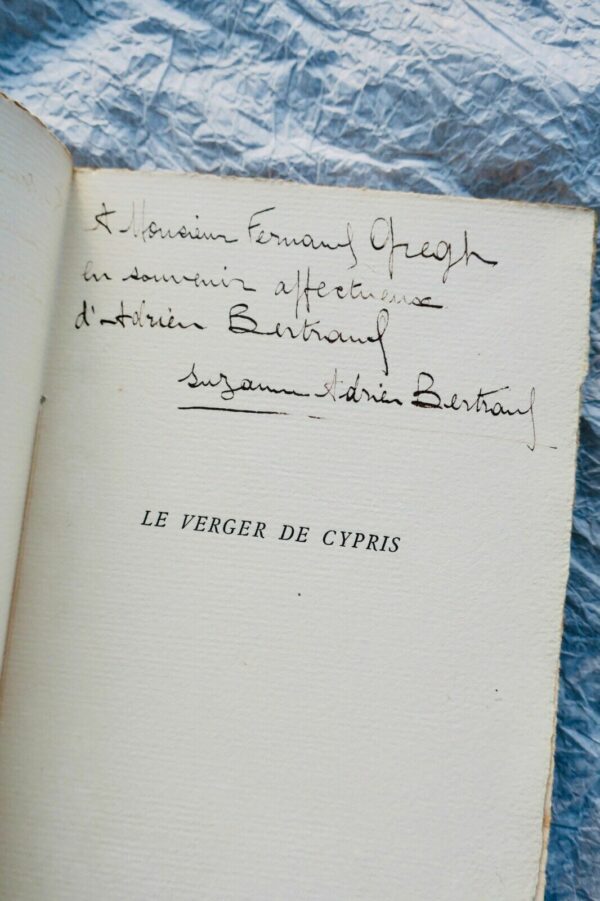 A Monsieur Fernand Gregh
en souvenir affectueux
d'Adrien Bertrand
Suzanne Adrien Bertrand
LE VERGER DE CYPRIS